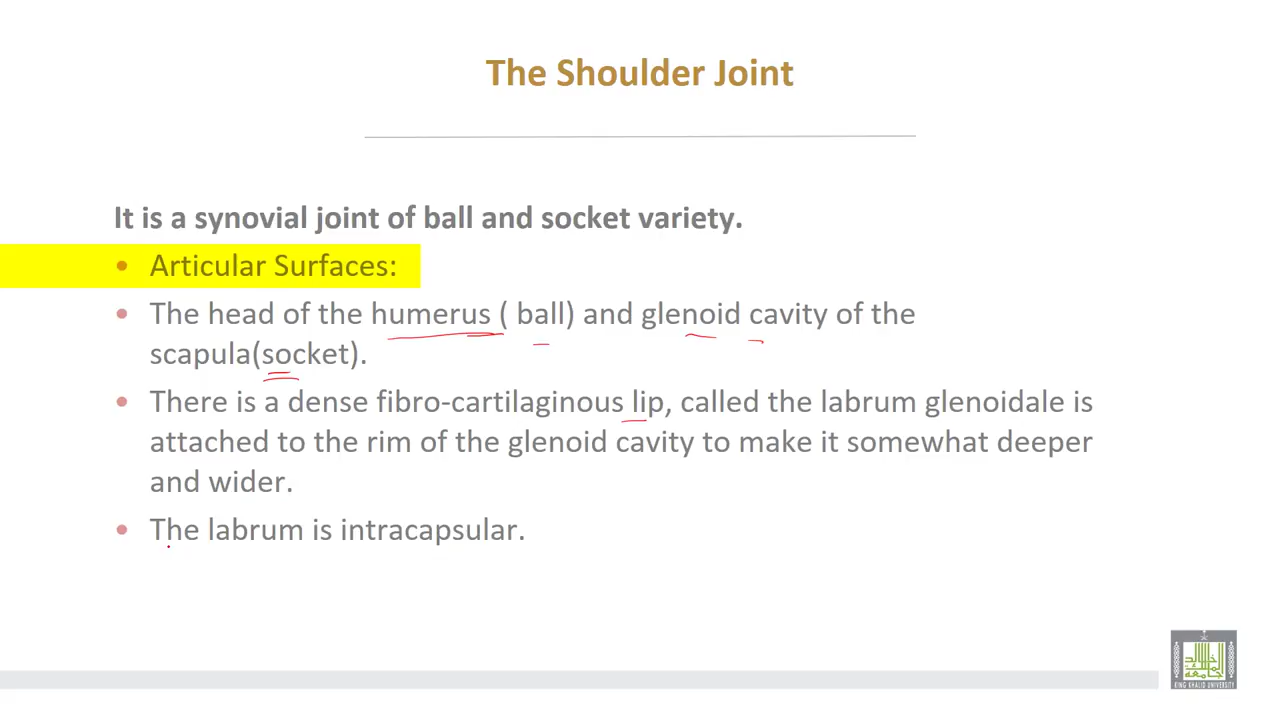 The Shoulder Joint
It is a synovial joint of ball and socket variety.
• Articular Surfaces:
• The head of the humerus ( ball) and glenoid cavity of the
scapula(socket).
• There is a dense fibro-cartilaginous lip, called the labrum glenoidale is
attached to the rim of the glenoid cavity to make it somewhat deeper
and wider.
• The labrum is intracapsular.
KING KHALID UNIVERSITY